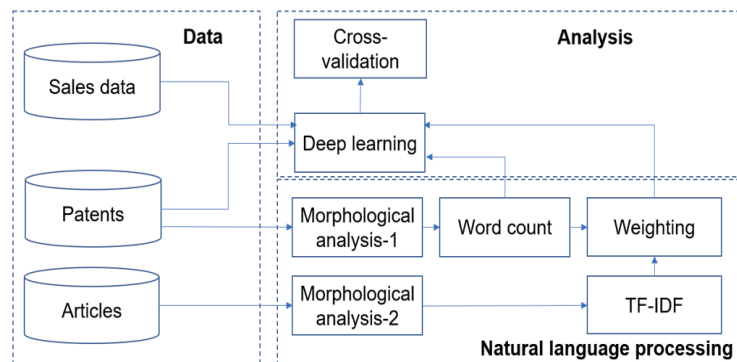 Data
Sales data
Patents
Articles
Analysis
Cross-
validation
Deep learning
Morphological
analysis-1
Word count
Weighting
Morphological
analysis-2
TF-IDF
Natural language processing